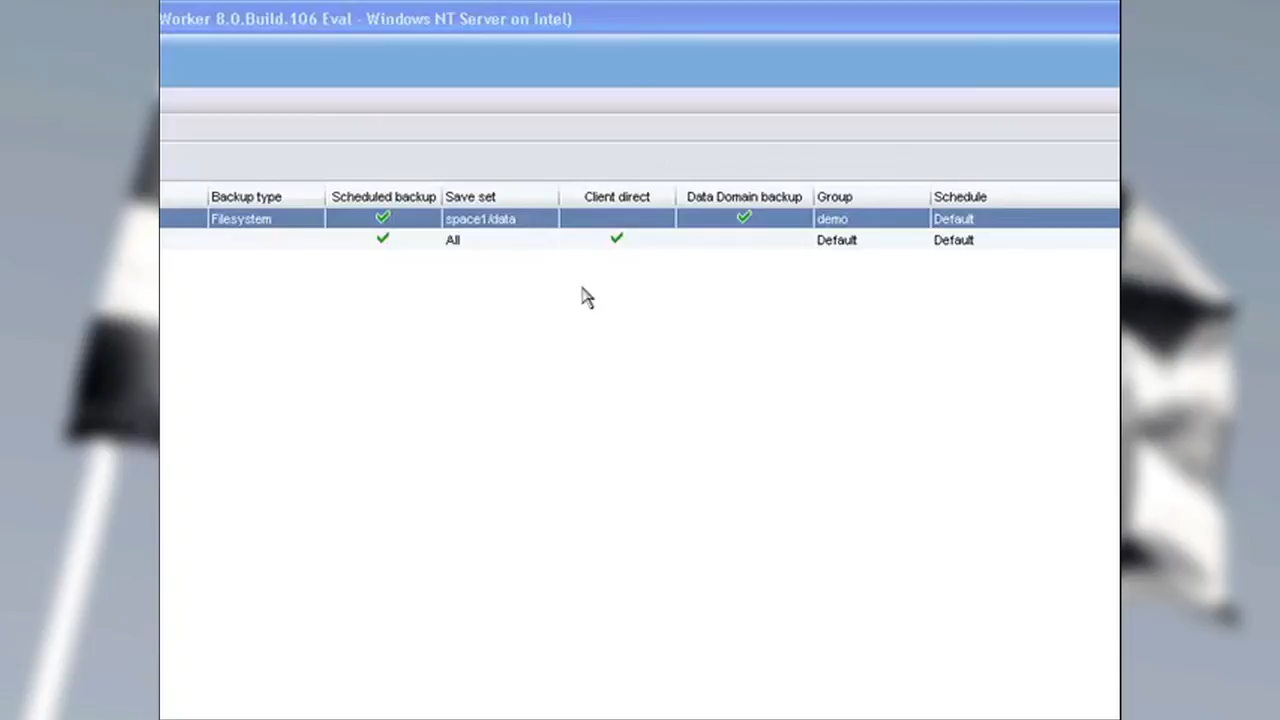 Worker 8.0.Build.106 Eval - Windows NT Server on Intel)
Backup type Scheduled backup Save set Client direct Data Domain backup Group Schedule
Filesystem space1/data demo Default
All Default Default